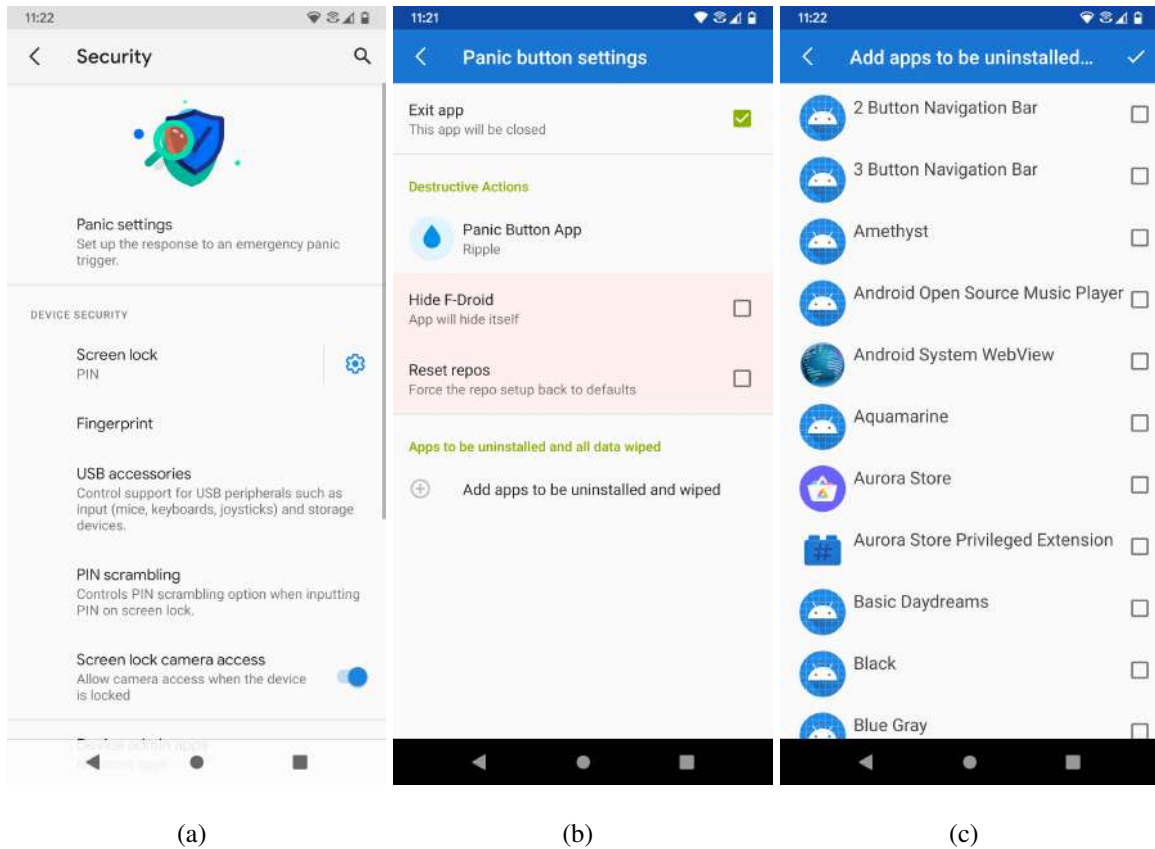 11:22
Security
Panic settings
Set up the response to an emergency panic
trigger.
DEVICE SECURITY
Screen lock
PIN
Fingerprint
USB accessories
Control support for USB peripherals such as
input (mice, keyboards, joysticks) and storage
devices.
PIN scrambling
Controls PIN scrambling option when inputting
PIN on screen lock.
Screen lock camera access
Allow camera access when the device
is locked
Device admin apps
(a)
11:21
Panic button settings
Exit app
This app will be closed
Destructive Actions
Panic Button App
Ripple
Hide F-Droid
App will hide itself
Reset repos
Force the repo setup back to defaults
Apps to be uninstalled and all data wiped
Add apps to be uninstalled and wiped
(b)
11:22
Add apps to be uninstalled...
2 Button Navigation Bar
3 Button Navigation Bar
Amethyst
Android Open Source Music Player
Android System WebView
Aquamarine
Aurora Store
Aurora Store Privileged Extension
Basic Daydreams
Black
Blue Gray
(c)